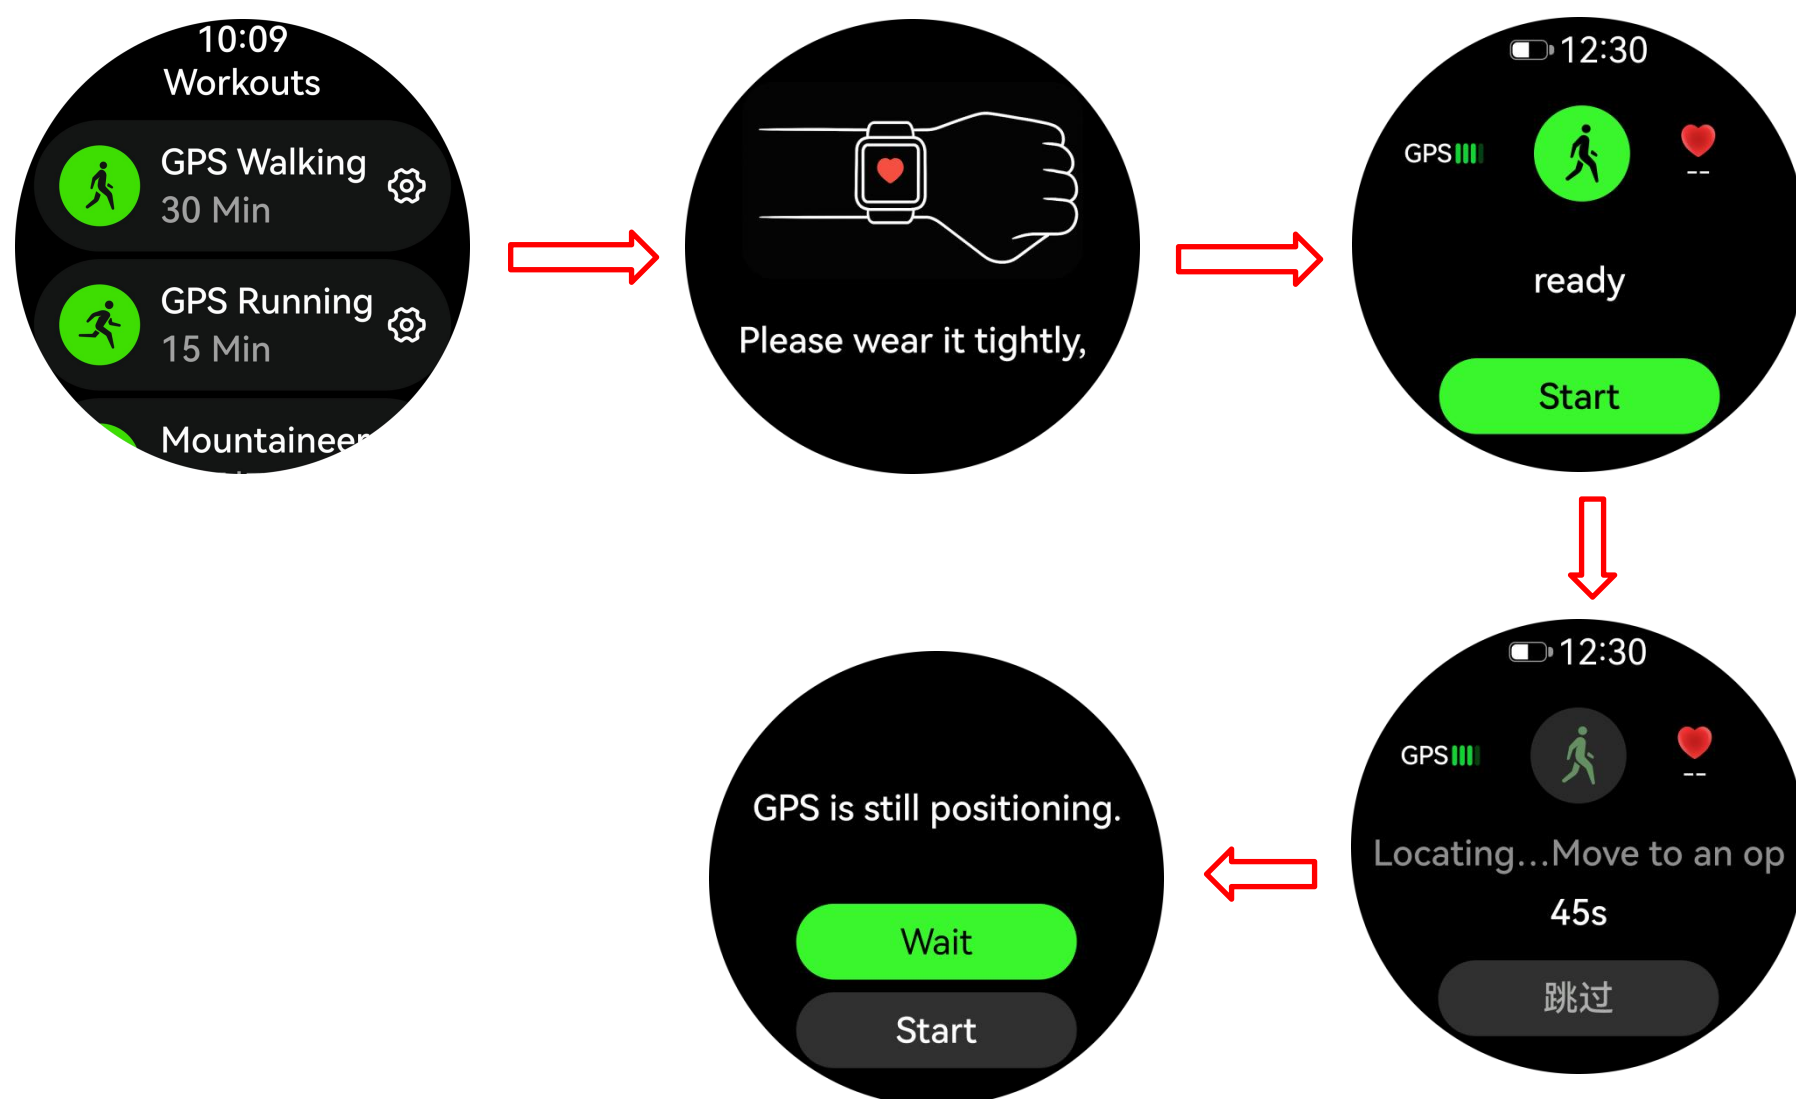 10:09
Workouts
GPS Walking
30 Min
GPS Running
15 Min
Mountaineer
Please wear it tightly,
12:30
GPS
--
ready
Start
12:30
GPS
--
Locating...Move to an op
45s
跳过
GPS is still positioning.
Wait
Start